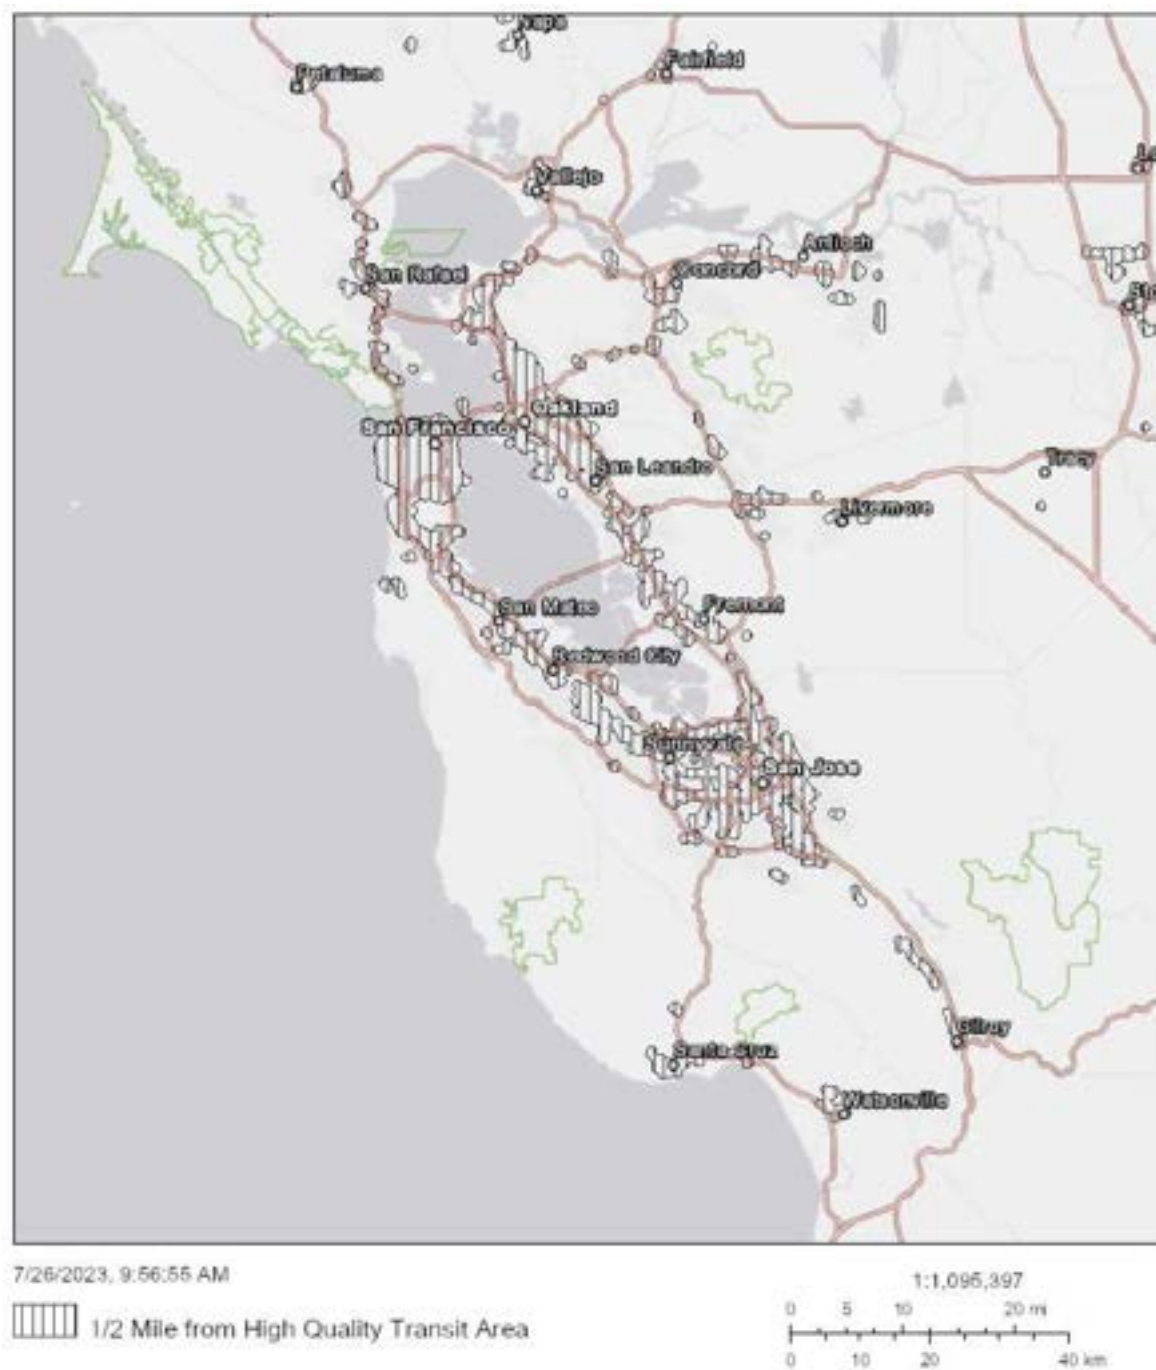 Napa
Fairfield
Petaluma
Vallejo
Antioch
San Rafael
Concord
Oakland
San Francisco
San Leandro
Tracy
Livermore
San Mateo
Fremont
Redwood City
Sunnyvale
San Jose
Gilroy
Santa Cruz
Watsonville
7/26/2023, 9:56:55 AM
1:1,095,397
0 5 10 20 mi
1/2 Mile from High Quality Transit Area
0 10 20 40 km